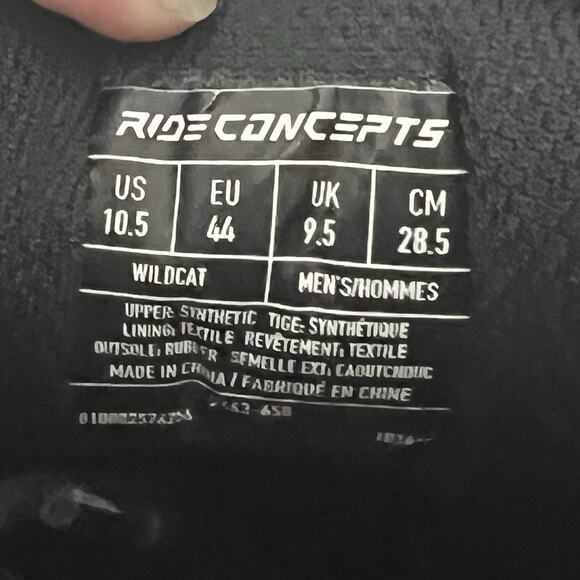 RIDE CONCEPTS
US EU UK CM
10.5 44 9.5 28.5
WILDCAT MEN'S/HOMMES
UPPER: SYNTHETIC TIGE: SYNTHÉTIQUE
LINING: TEXTILE REVÊTEMENT: TEXTILE
OUTSOLE: RUBBER SEMELLE EXT: CAOUTCHOUC
MADE IN CHINA / FABRIQUÉ EN CHINE